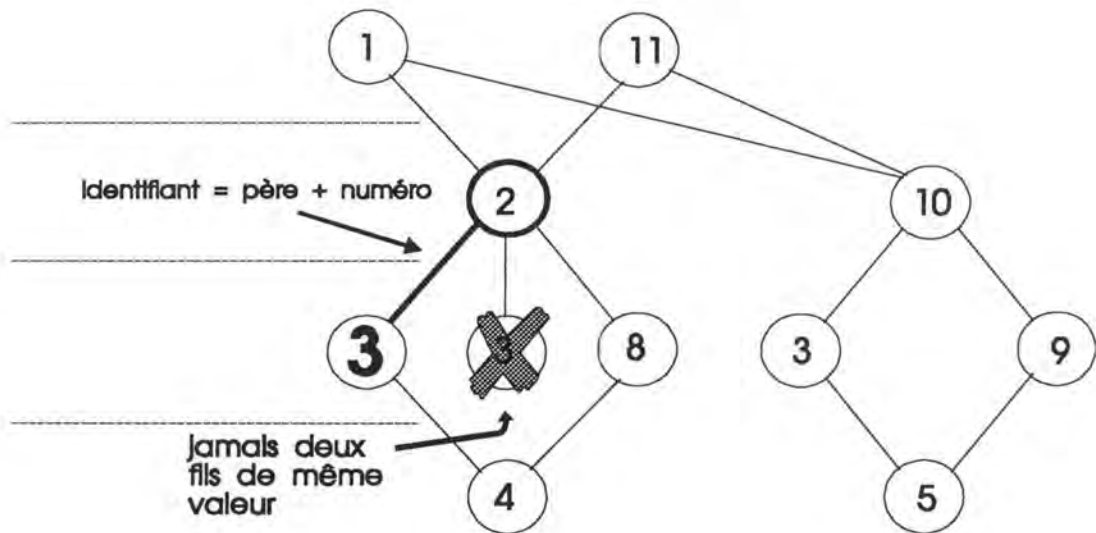 1 11
Identifiant = père + numéro
2 10
3 3 8 3 9
jamais deux
fils de même
valeur
4 5